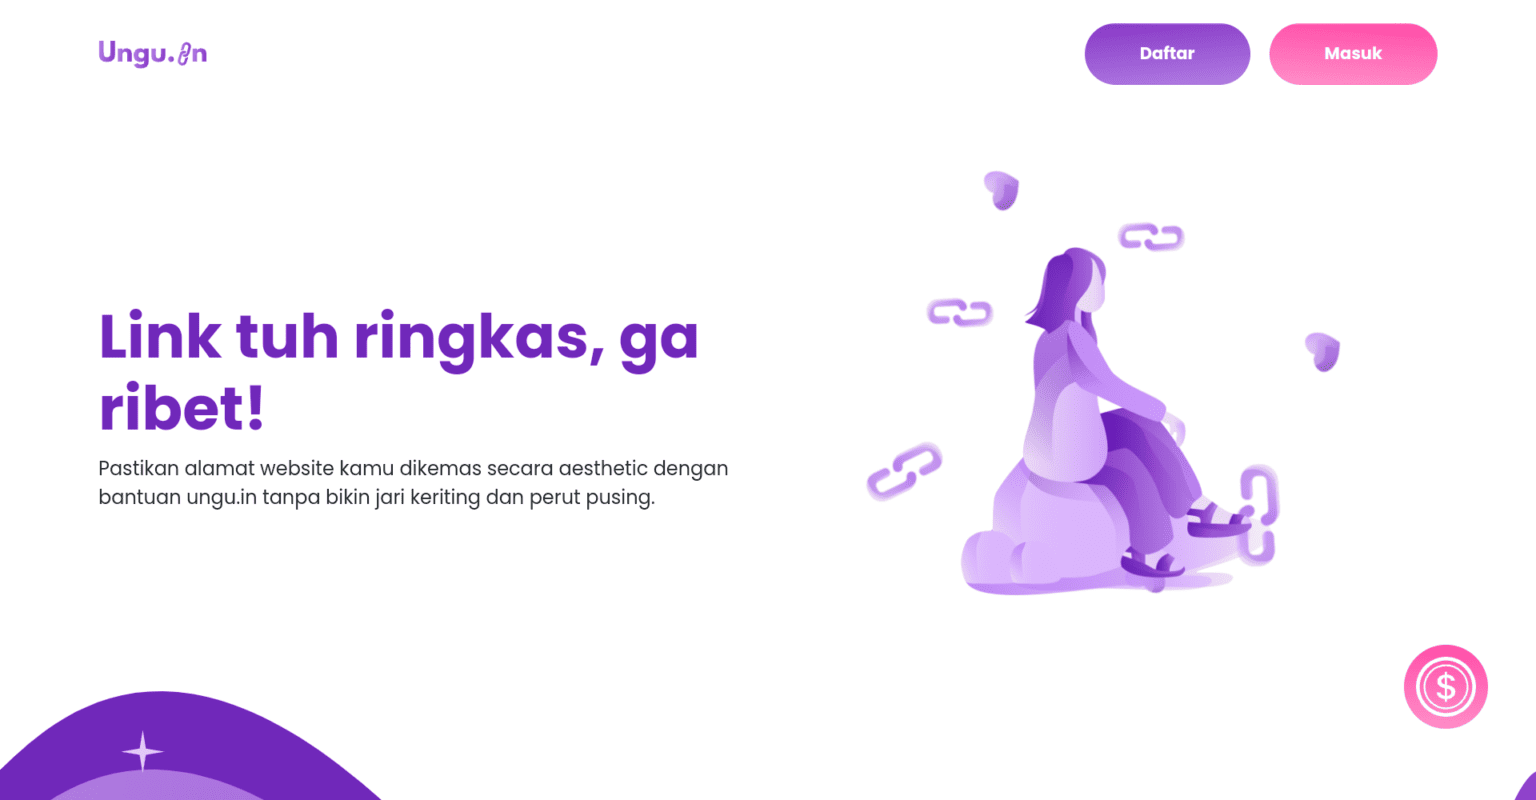 Ungu.in
Daftar
Masuk
Link tuh ringkas, ga
ribet!
Pastikan alamat website kamu dikemas secara aesthetic dengan
bantuan ungu.in tanpa bikin jari keriting dan perut pusing.
$